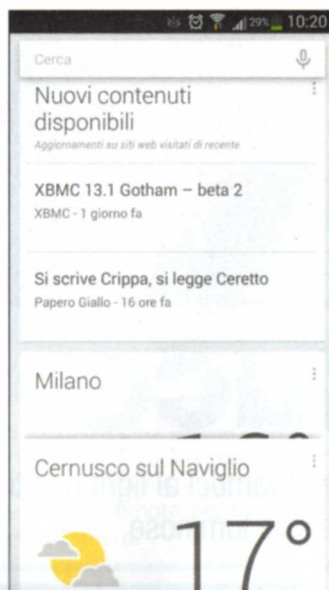 29% 10:20
Cerca
Nuovi contenuti
disponibili
Aggiornamenti su siti web visitati di recente
XBMC 13.1 Gotham – beta 2
XBMC - 1 giorno fa
Si scrive Crippa, si legge Ceretto
Papero Giallo - 16 ore fa
Milano
Cernusco sul Naviglio
17°